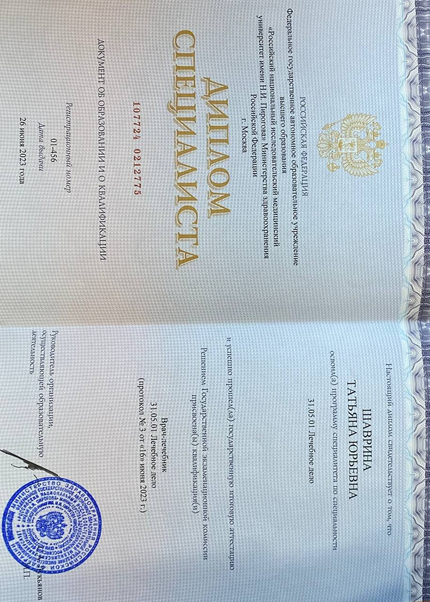 РОССИЙСКАЯ ФЕДЕРАЦИЯ
Федеральное государственное автономное образовательное учреждение
высшего образования
«Российский национальный исследовательский медицинский
университет имени Н.И. Пирогова» Министерства здравоохранения
Российской Федерации
г. Москва
ДИПЛОМ
СПЕЦИАЛИСТА
107724 0212775
ДОКУМЕНТ ОБ ОБРАЗОВАНИИ И О КВАЛИФИКАЦИИ
Регистрационный номер
01-456
Дата выдачи
26 июня 2023 года
Настоящий диплом свидетельствует о том, что
ШАВРИНА
ТАТЬЯНА ЮРЬЕВНА
освоил(а) программу специалитета по специальности
31.05.01 Лечебное дело
и успешно прошел(ла) государственную итоговую аттестацию
Решением Государственной экзаменационной комиссии
присвоена(ы) квалификация(и)
Врач-лечебник
31.05.01 Лечебное дело
(протокол № 3 от «16» июня 2023 г.)
Руководитель организации,
осуществляющей образовательную
деятельность